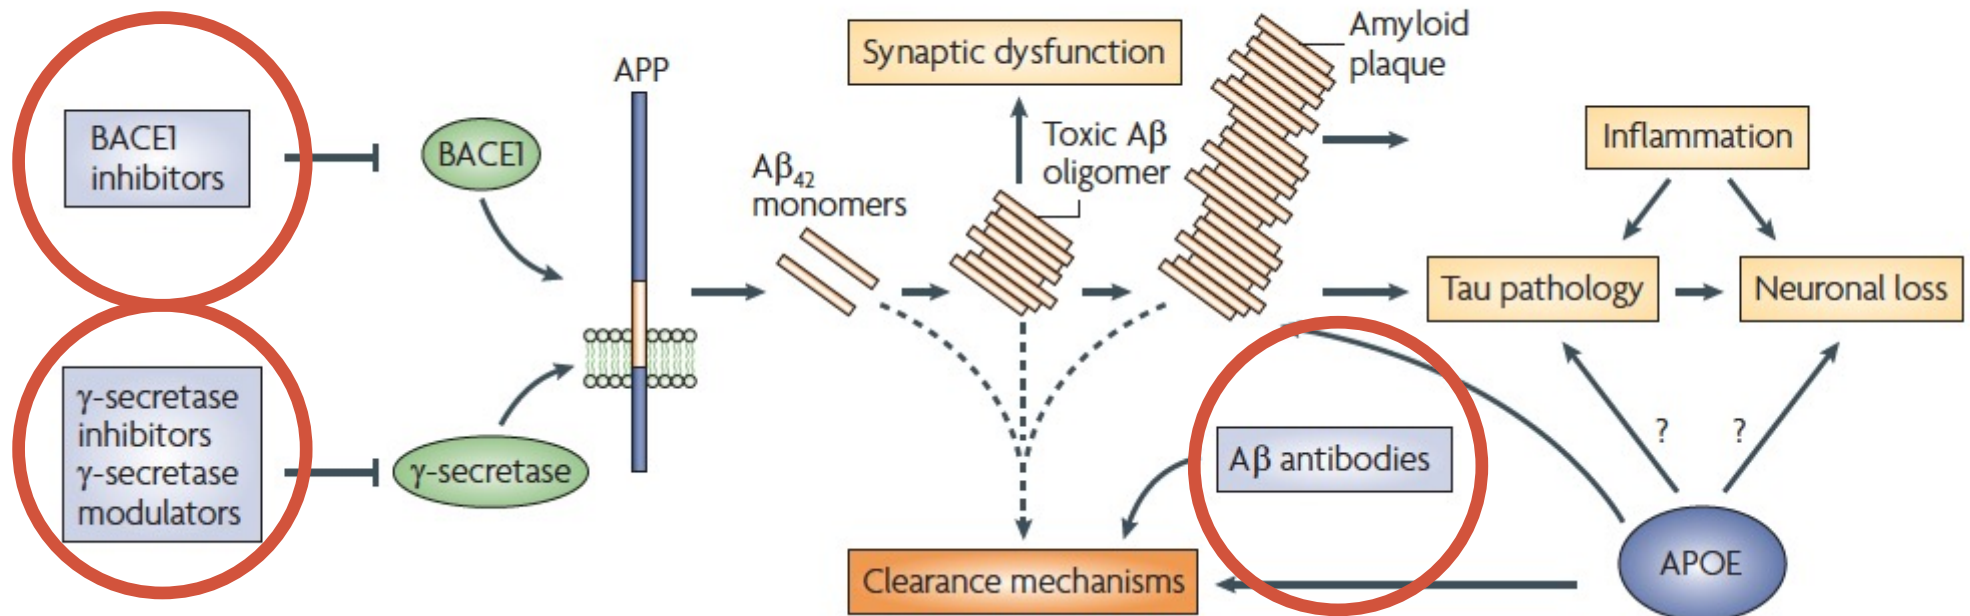 BACE1
inhibitors
BACE1
γ-secretase
inhibitors
γ-secretase
modulators
γ-secretase
APP
Aβ42
monomers
Synaptic dysfunction
Toxic Aβ
oligomer
Amyloid
plaque
Inflammation
Tau pathology
Neuronal loss
Aβ antibodies
?
?
Clearance mechanisms
APOE